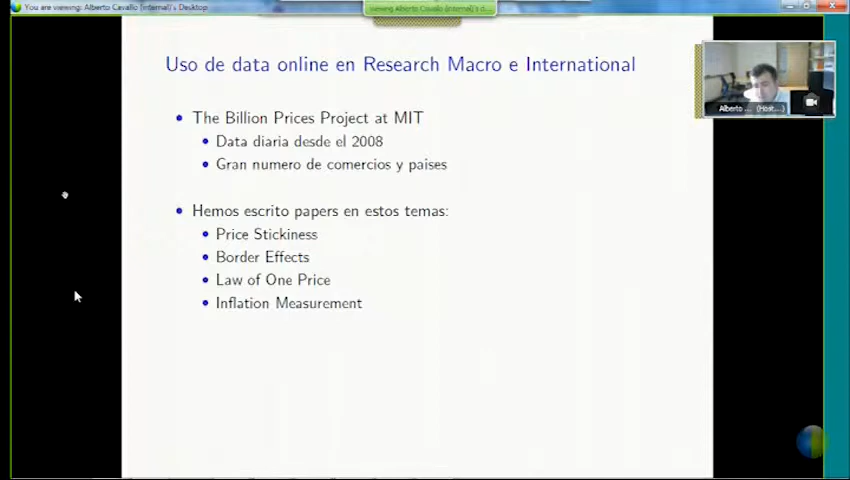 You are viewing: Alberto Cavallo (internal)'s Desktop
viewing Alberto Cavallo (internal)'s d...
Uso de data online en Research Macro e International
Alberto ... (Host...)
The Billion Prices Project at MIT
Data diaria desde el 2008
Gran numero de comercios y paises
Hemos escrito papers en estos temas:
Price Stickiness
Border Effects
Law of One Price
Inflation Measurement